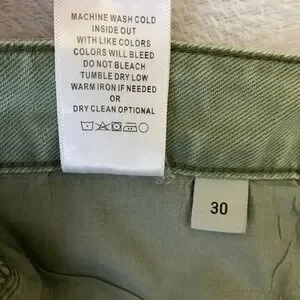 MACHINE WASH COLD
INSIDE OUT
WITH LIKE COLORS
COLORS WILL BLEED
DO NOT BLEACH
TUMBLE DRY LOW
WARM IRON IF NEEDED
OR
DRY CLEAN OPTIONAL
30